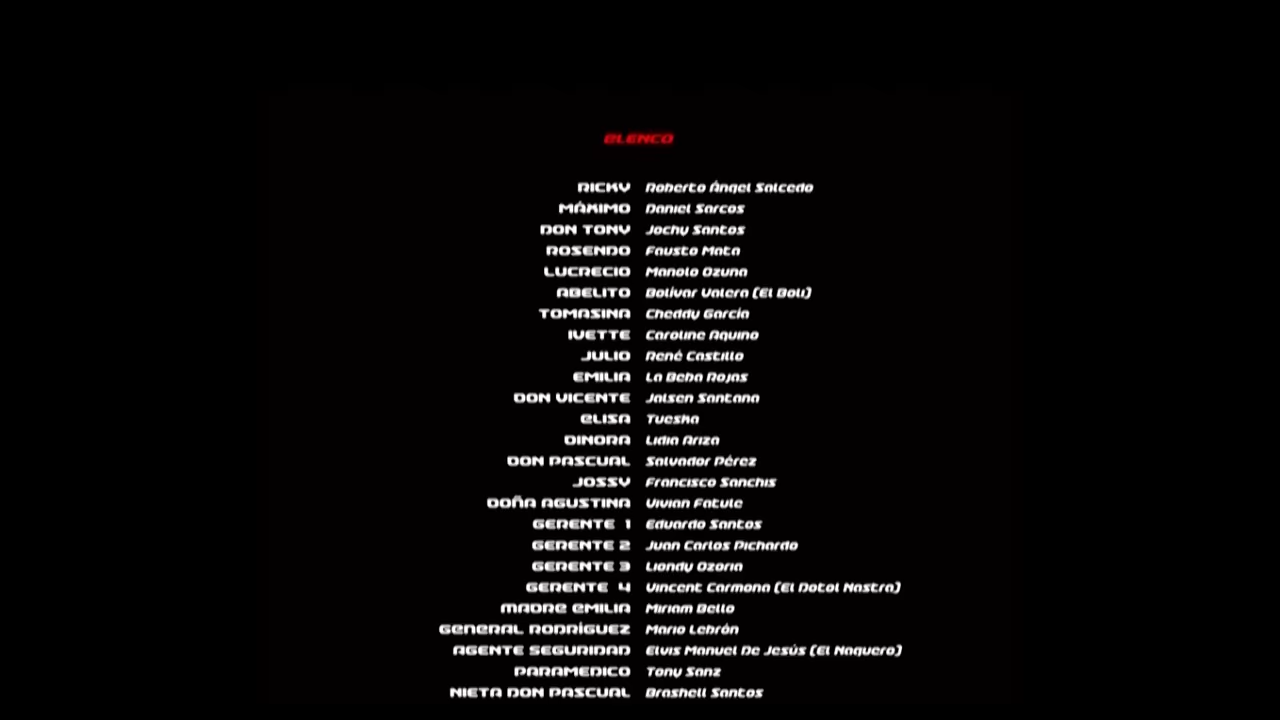 ELENCO
RICKY Roberto Ángel Salcedo
MÁXIMO Daniel Sarcos
DON TONY Jochy Santos
ROSENDO Fausto Mata
LUCRECIO Manolo Ozuna
ABELITO Bolívar Valera (El Boli)
TOMASINA Cheddy García
IVETTE Caroline Aquino
JULIO René Castillo
EMILIA La Beba Rojas
DON VICENTE Jalsen Santana
ELISA Tueska
DINORA Lidia Ariza
DON PASCUAL Salvador Pérez
JOSSY Francisco Sanchis
DOÑA AGUSTINA Vivian Fatule
GERENTE 1 Eduardo Santos
GERENTE 2 Juan Carlos Pichardo
GERENTE 3 Liondy Ozoria
GERENTE 4 Vincent Carmona (El Dotol Nastra)
MADRE EMILIA Miriam Bello
GENERAL RODRÍGUEZ Mario Lebrón
AGENTE SEGURIDAD Elvis Manuel De Jesús (El Naguero)
PARAMEDICO Tony Sanz
NIETA DON PASCUAL Brashell Santos